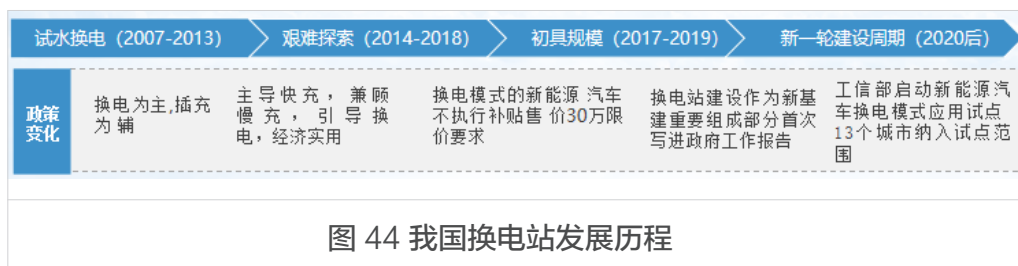 试水换电（2007-2013）
艰难探索（2014-2018）
初具规模（2017-2019）
新一轮建设周期（2020后）
政策
变化
换电为主,插充
为 辅
主导快充，兼顾
慢充，引导换
电，经济实用
换电模式的新能源 汽车
不执行补贴售 价30万限
价要求
换电站建设作为新基
建重要组成部分首次
写进政府工作报告
工信部启动新能源汽
车换电模式应用试点
13个城市纳入试点范
围
图 44 我国换电站发展历程